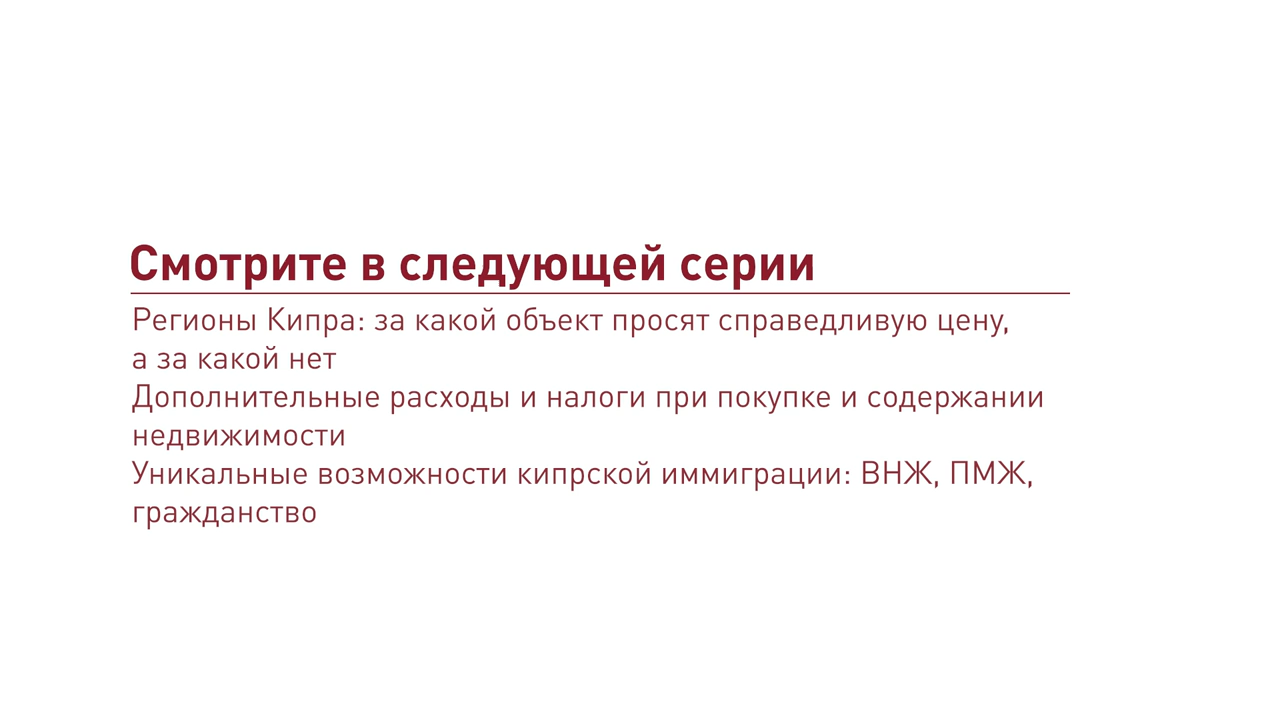 Смотрите в следующей серии
Регионы Кипра: за какой объект просят справедливую цену,
а за какой нет
Дополнительные расходы и налоги при покупке и содержании
недвижимости
Уникальные возможности кипрской иммиграции: ВНЖ, ПМЖ,
гражданство